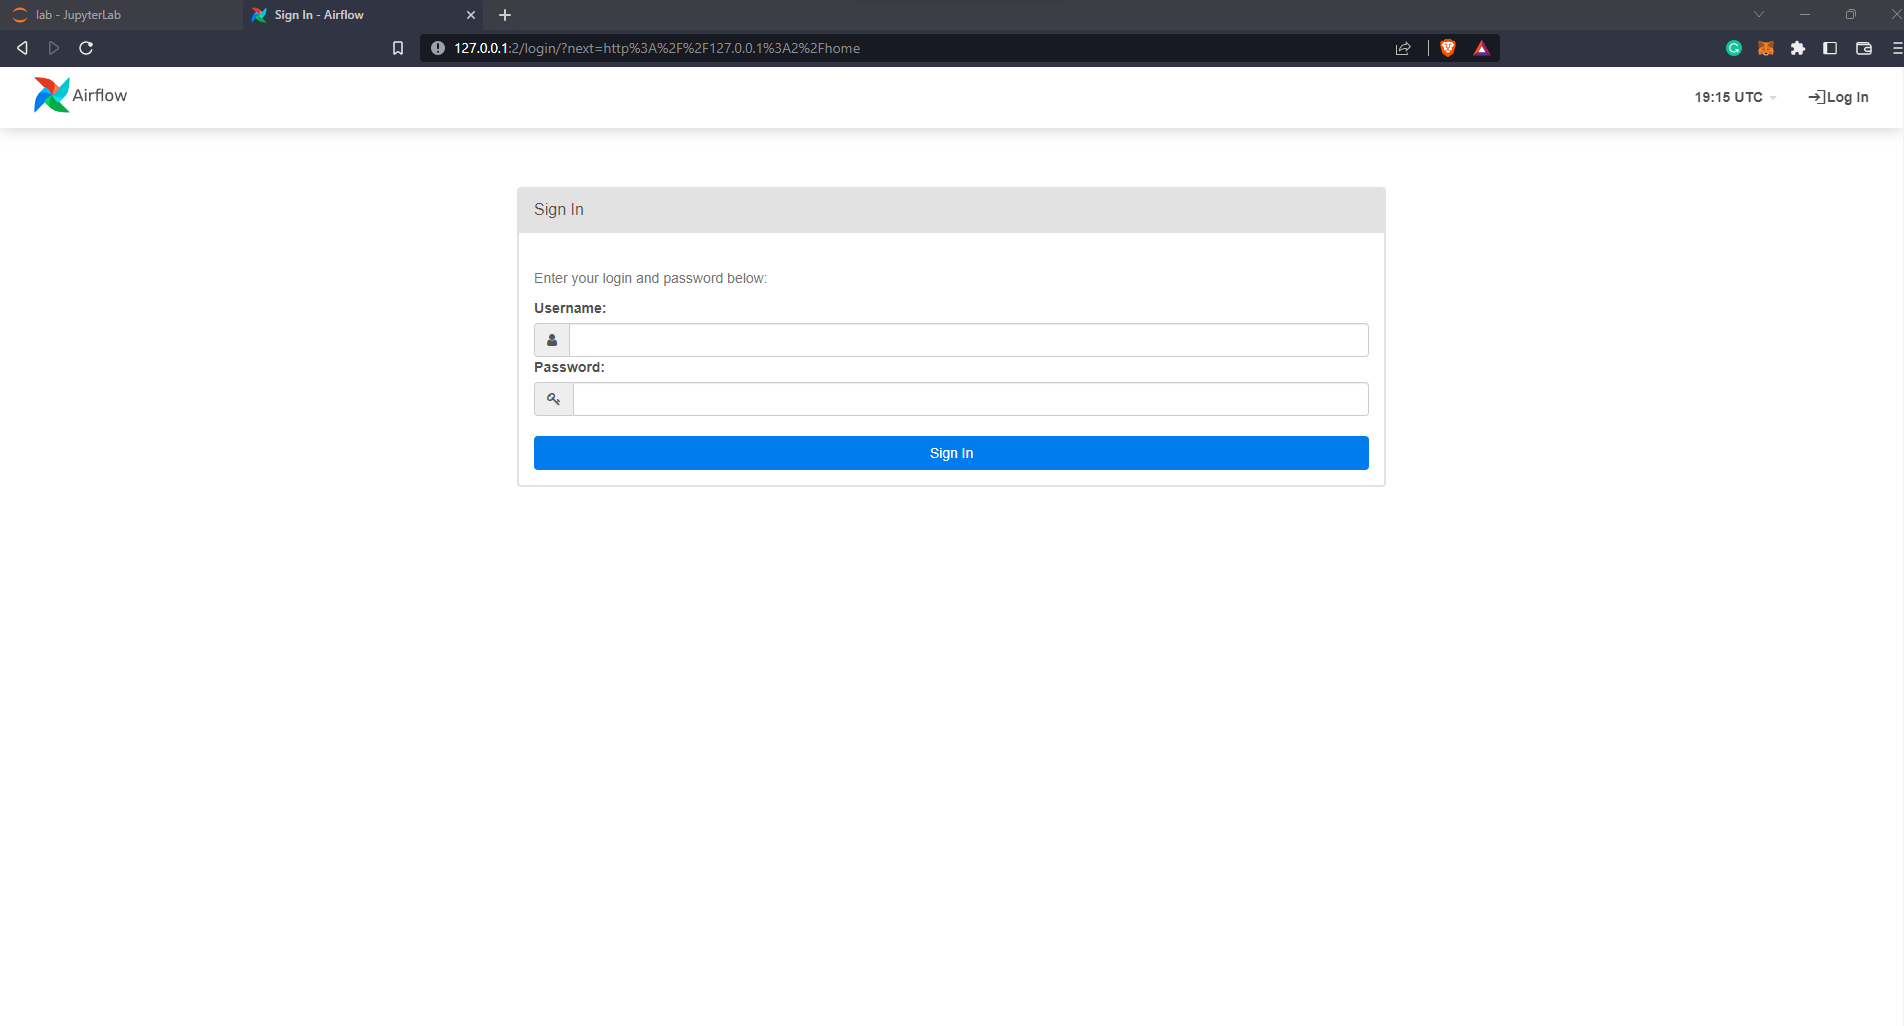 lab - JupyterLab
Sign In - Airflow
127.0.0.1:2/login/?next=http%3A%2F%2F127.0.0.1%3A2%2Fhome
Airflow
19:15 UTC
Log In
Sign In
Enter your login and password below:
Username:
Password:
Sign In